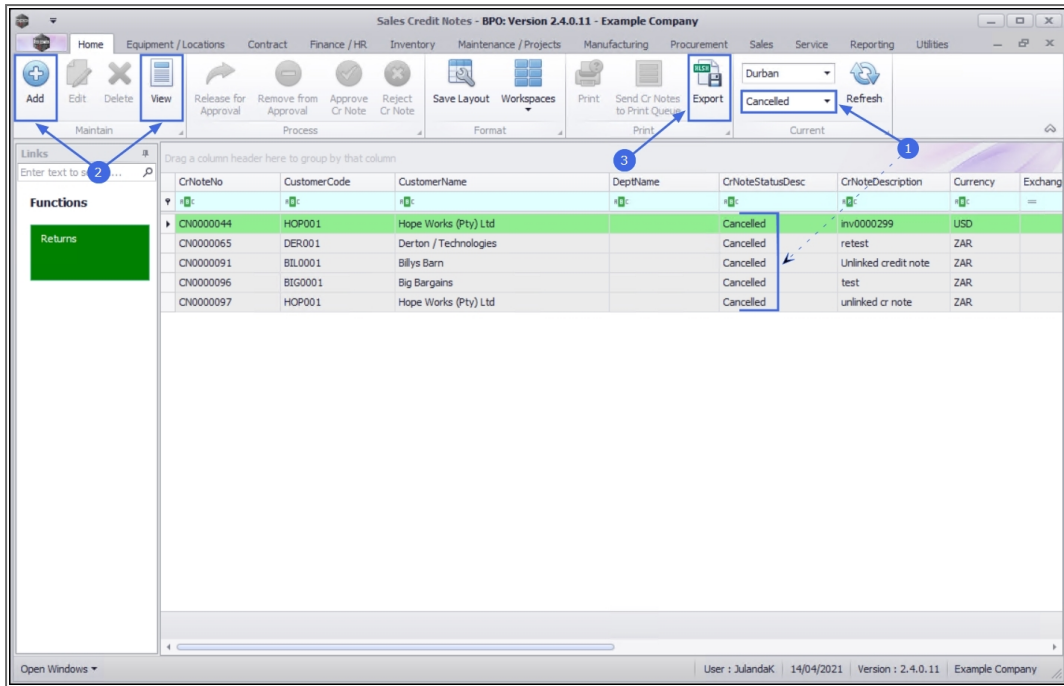 Sales Credit Notes - BPO: Version 2.4.0.11 - Example Company
Home Equipment / Locations Contract Finance / HR Inventory Maintenance / Projects Manufacturing Procurement Sales Service Reporting Utilities
Add Edit Delete View Release for Approval Remove from Approval Approve Cr Note Reject Cr Note Save Layout Workspaces Print Send Cr Notes to Print Queue XLSX Export Durban Cancelled Refresh
Maintain Process Format Print Current
1
2
3
Links
Enter text to s...
Functions
Returns
Drag a column header here to group by that column
CrNoteNo CustomerCode CustomerName DeptName CrNoteStatusDesc CrNoteDescription Currency Exchang
CN0000044 HOP001 Hope Works (Pty) Ltd Cancelled inv0000299 USD
CN0000065 DER001 Derton / Technologies Cancelled retest ZAR
CN0000091 BIL0001 Billys Barn Cancelled Unlinked credit note ZAR
CN0000096 BIG0001 Big Bargains Cancelled test ZAR
CN0000097 HOP001 Hope Works (Pty) Ltd Cancelled unlinked cr note ZAR
Open Windows User : JulandaK 14/04/2021 Version : 2.4.0.11 Example Company